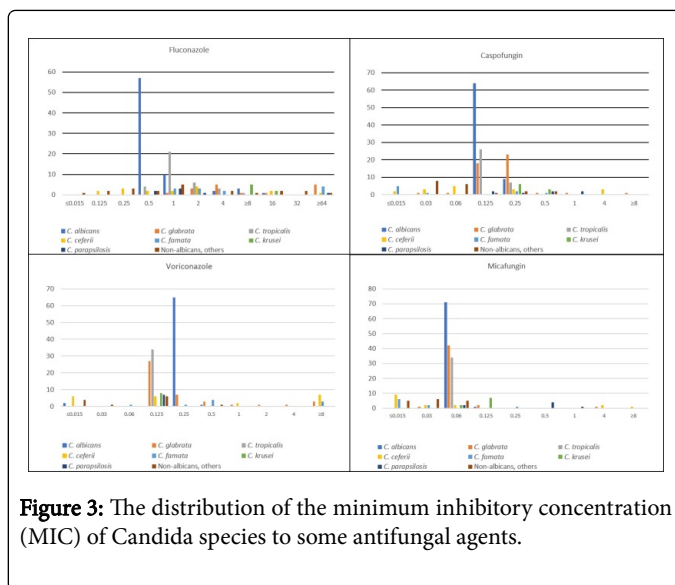 Fluconazole
60
50
40
30
20
10
0
≤0.015 0.125 0.25 0.5 1 2 4 ≥8 16 32 ≥64
C. albicans C. glabrata C. tropicalis
C. ceferii C. famata C. krusei
C. parapsilosis Non-albicans, others
Caspofungin
70
60
50
40
30
20
10
0
≤0.015 0.03 0.06 0.125 0.25 0.5 1 4 ≥8
C. albicans C. glabrata C. tropicalis
C. ceferii C. famata C. krusei
C. parapsilosis Non-albicans, others
Voriconazole
70
60
50
40
30
20
10
0
≤0.015 0.03 0.06 0.125 0.25 0.5 1 2 4 ≥8
C. albicans C. glabrata C. tropicalis
C. ceferii C. famata C. krusei
C. parapsilosis Non-albicans, others
Micafungin
80
70
60
50
40
30
20
10
0
≤0.015 0.03 0.06 0.125 0.25 0.5 1 4 ≥8
C. albicans C. glabrata C. tropicalis
C. ceferii C. famata C. krusei
C. parapsilosis Non-albicans, others
Figure 3: The distribution of the minimum inhibitory concentration
(MIC) of Candida species to some antifungal agents.